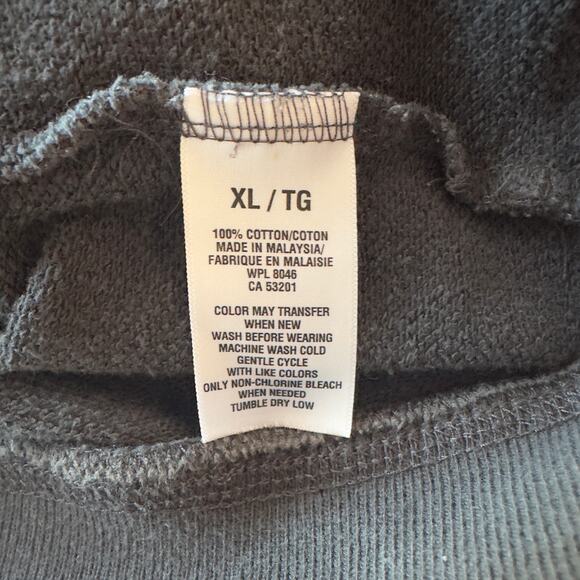 XL / TG
100% COTTON/COTON
MADE IN MALAYSIA/
FABRIQUE EN MALAISIE
WPL 8046
CA 53201
COLOR MAY TRANSFER
WHEN NEW
WASH BEFORE WEARING
MACHINE WASH COLD
GENTLE CYCLE
WITH LIKE COLORS
ONLY NON-CHLORINE BLEACH
WHEN NEEDED
TUMBLE DRY LOW